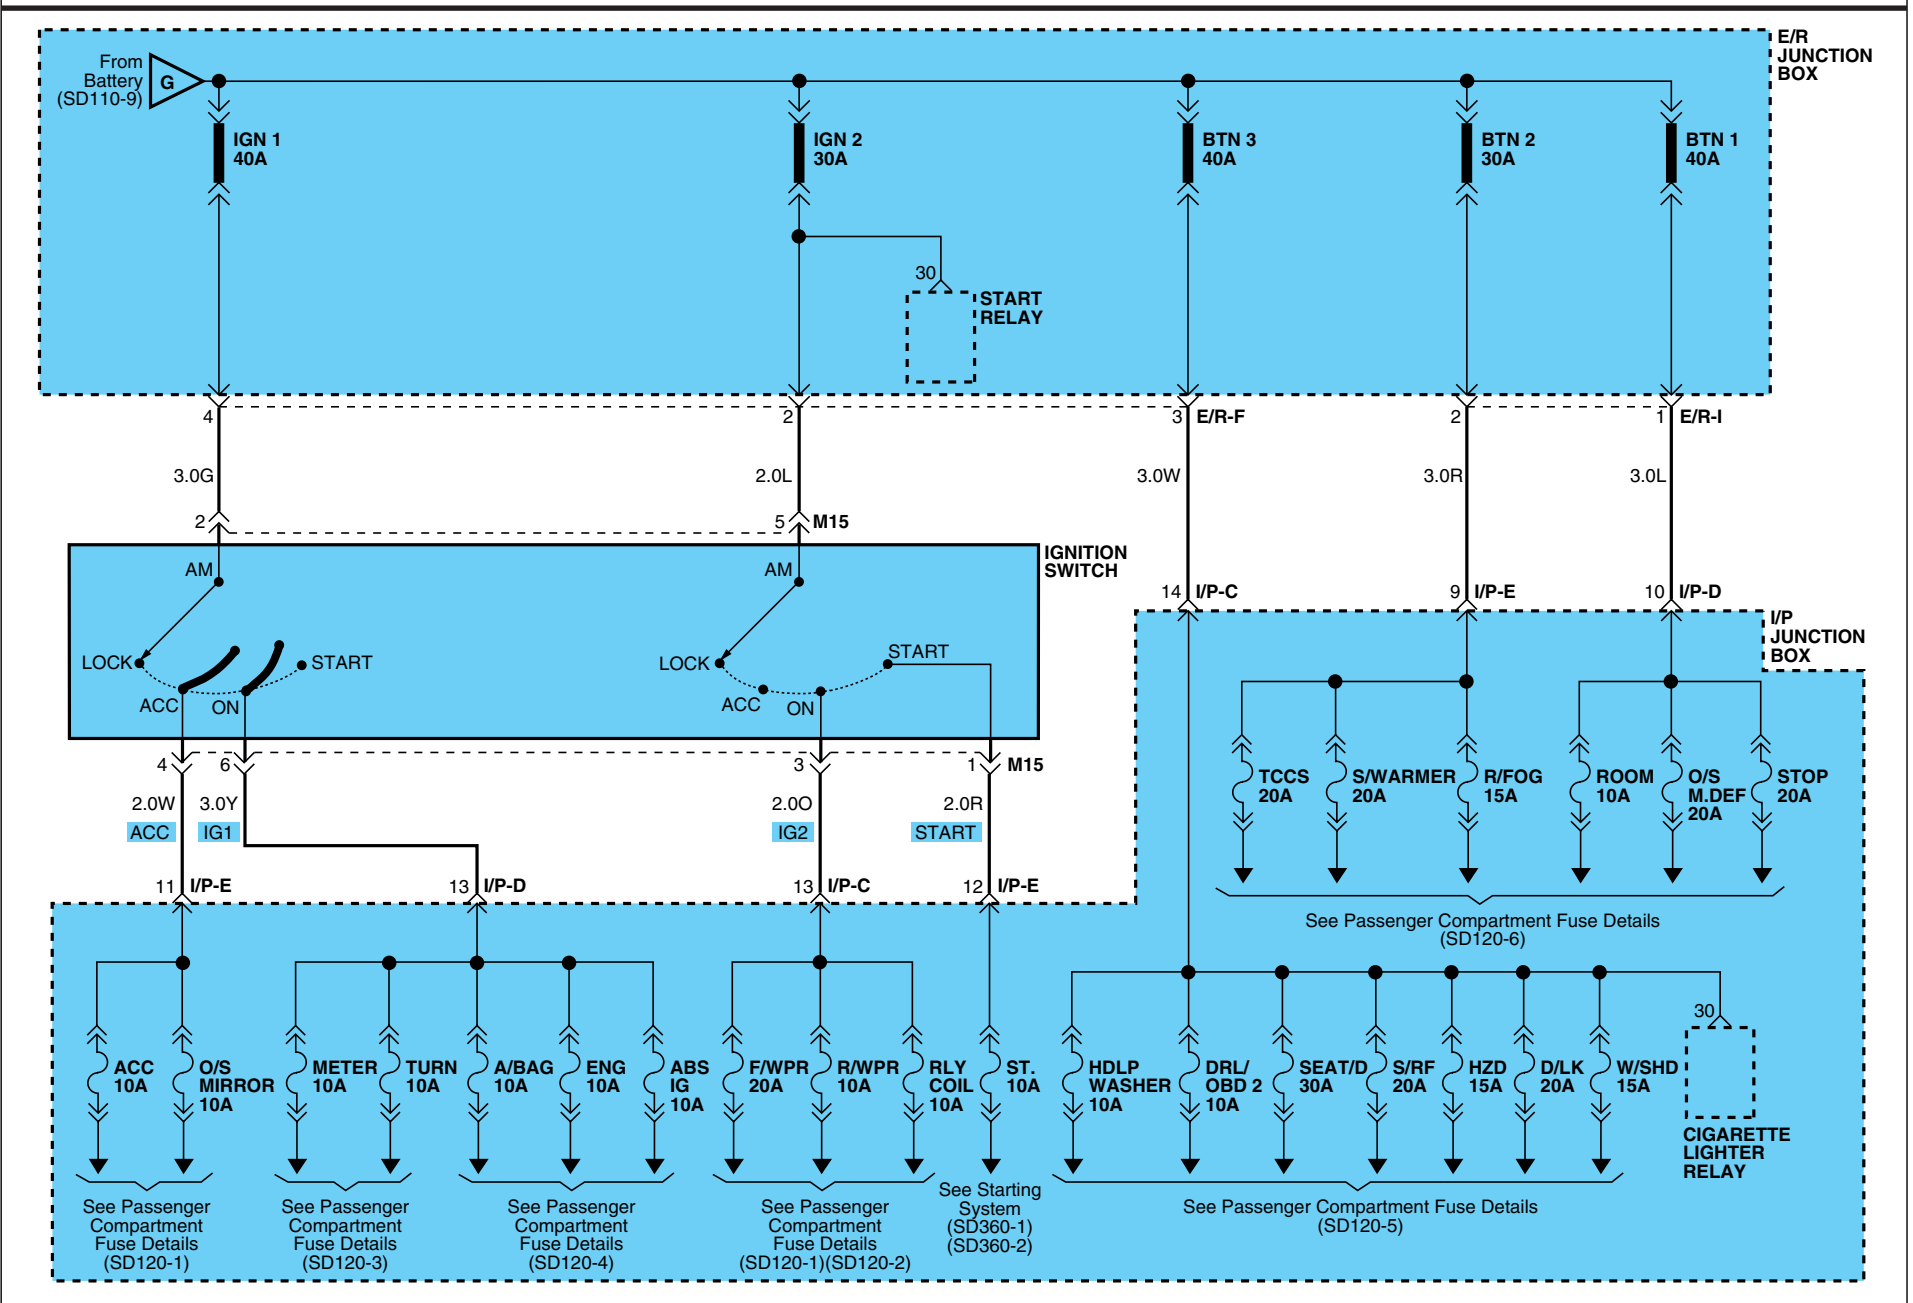 E/R
JUNCTION
BOX
From
Battery
(SD110-9)
G
IGN 1
40A
IGN 2
30A
BTN 3
40A
BTN 2
30A
BTN 1
40A
30
START
RELAY
4
2
3
E/R-F
2
1
E/R-I
3.0G
2.0L
3.0W
3.0R
3.0L
2
5
M15
IGNITION
SWITCH
AM
LOCK
ACC
ON
START
AM
LOCK
ACC
ON
START
14
I/P-C
9
I/P-E
10
I/P-D
I/P
JUNCTION
BOX
4
6
3
1
M15
2.0W
3.0Y
2.0O
2.0R
ACC
IG1
IG2
START
TCCS
20A
S/WARMER
20A
R/FOG
15A
ROOM
10A
O/S
M.DEF
20A
STOP
20A
See Passenger Compartment Fuse Details
(SD120-6)
11
I/P-E
13
I/P-D
13
I/P-C
12
I/P-E
30
ACC
10A
O/S
MIRROR
10A
METER
10A
TURN
10A
A/BAG
10A
ENG
10A
ABS
IG
10A
F/WPR
20A
R/WPR
10A
RLY
COIL
10A
ST.
10A
HDLP
WASHER
10A
DRL/
OBD 2
10A
SEAT/D
30A
S/RF
20A
HZD
15A
D/LK
20A
W/SHD
15A
CIGARETTE
LIGHTER
RELAY
See Passenger
Compartment
Fuse Details
(SD120-1)
See Passenger
Compartment
Fuse Details
(SD120-3)
See Passenger
Compartment
Fuse Details
(SD120-4)
See Passenger
Compartment
Fuse Details
(SD120-1)(SD120-2)
See Starting
System
(SD360-1)
(SD360-2)
See Passenger Compartment Fuse Details
(SD120-5)